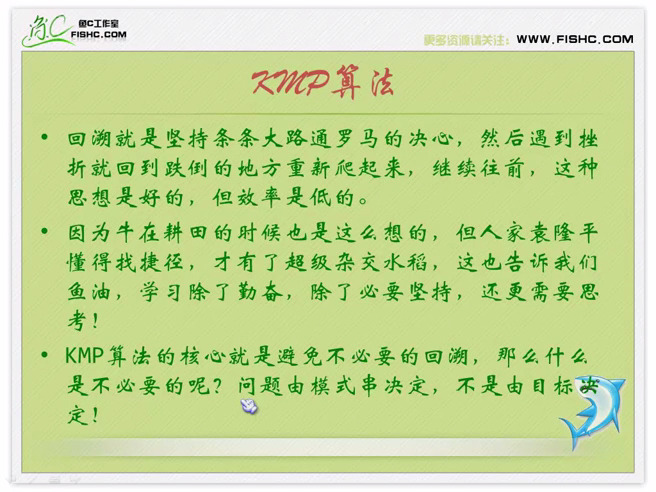 鱼C 鱼C工作室
FISHC.COM
更多资源请关注：WWW.FISHC.COM
KMP算法
• 回溯就是坚持条条大路通罗马的决心，然后遇到挫
折就回到跌倒的地方重新爬起来，继续往前，这种
思想是好的，但效率是低的。
• 因为牛在耕田的时候也是这么想的，但人家袁隆平
懂得找捷径，才有了超级杂交水稻，这也告诉我们
鱼油，学习除了勤奋，除了必要坚持，还更需要思
考！
• KMP算法的核心就是避免不必要的回溯，那么什么
是不必要的呢？问题由模式串决定，不是由目标决
定！